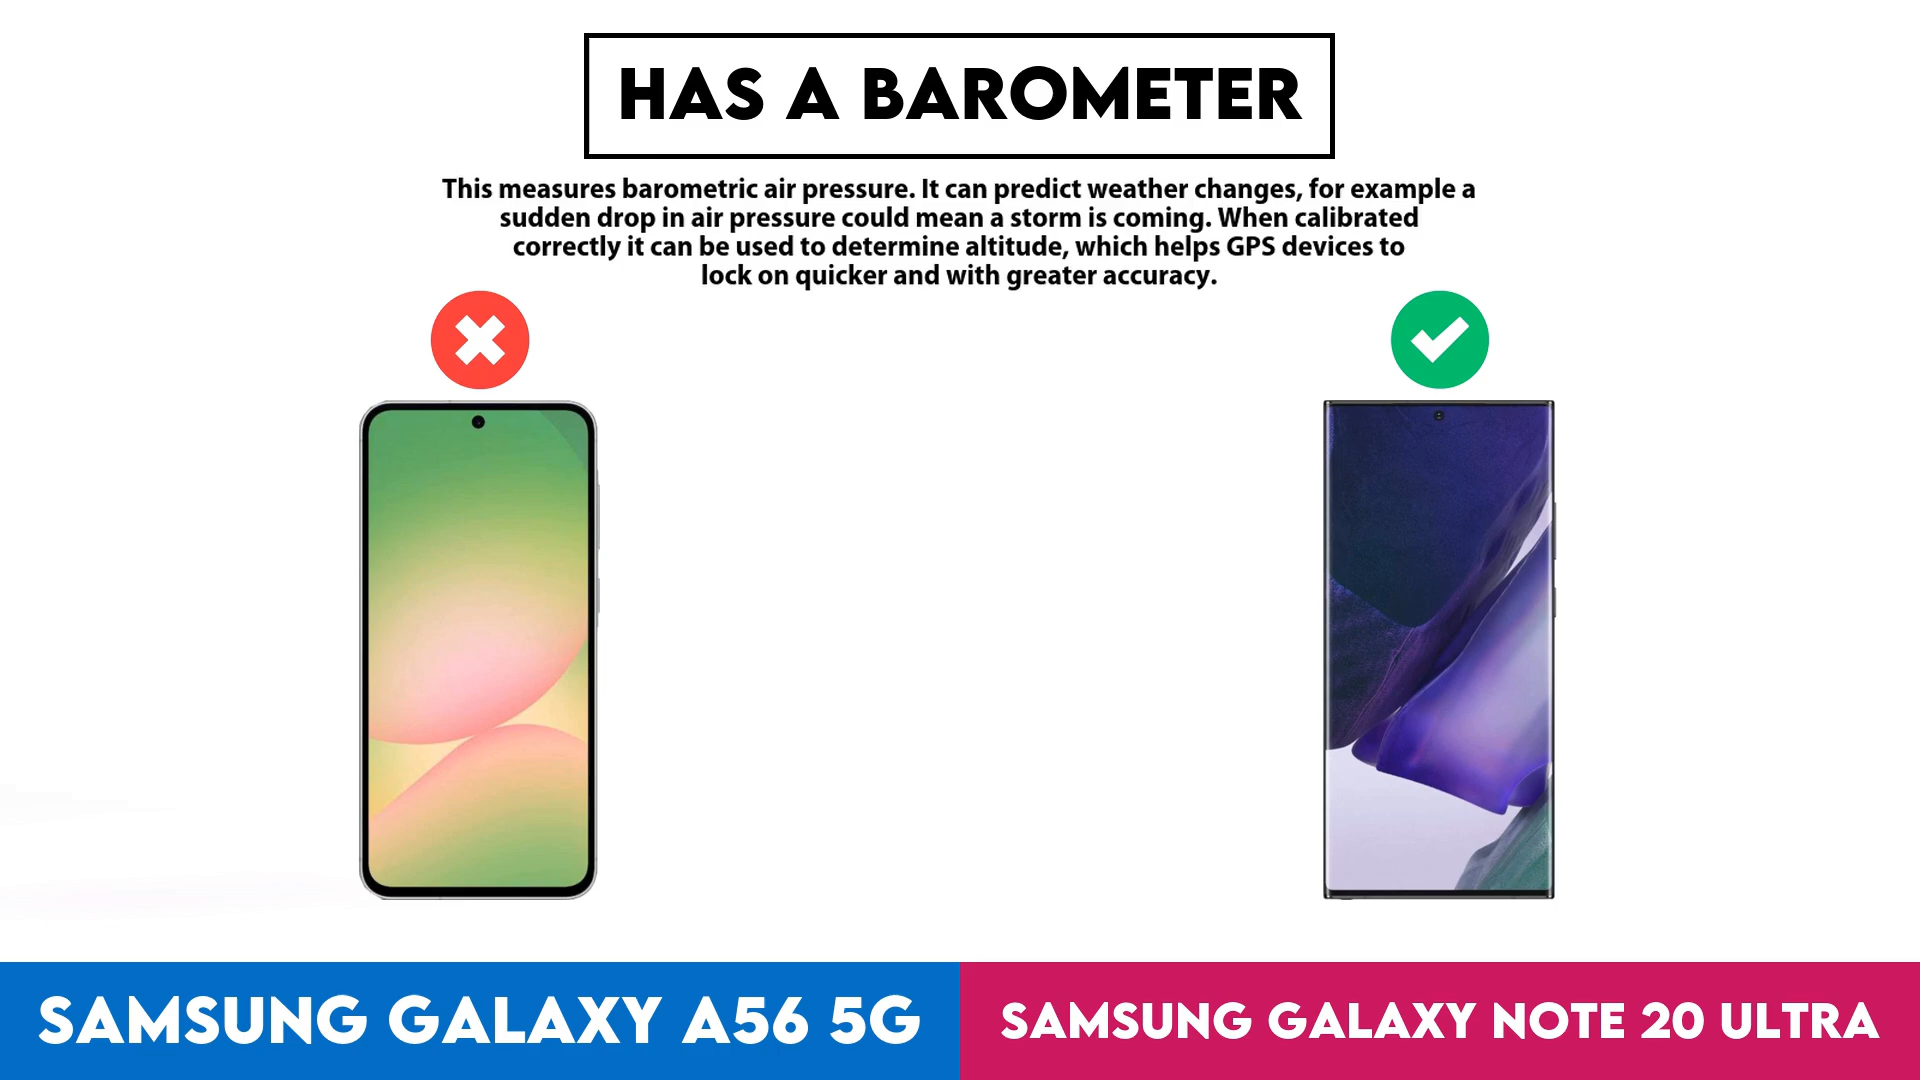 HAS A BAROMETER
This measures barometric air pressure. It can predict weather changes, for example a
sudden drop in air pressure could mean a storm is coming. When calibrated
correctly it can be used to determine altitude, which helps GPS devices to
lock on quicker and with greater accuracy.
SAMSUNG GALAXY A56 5G
SAMSUNG GALAXY NOTE 20 ULTRA